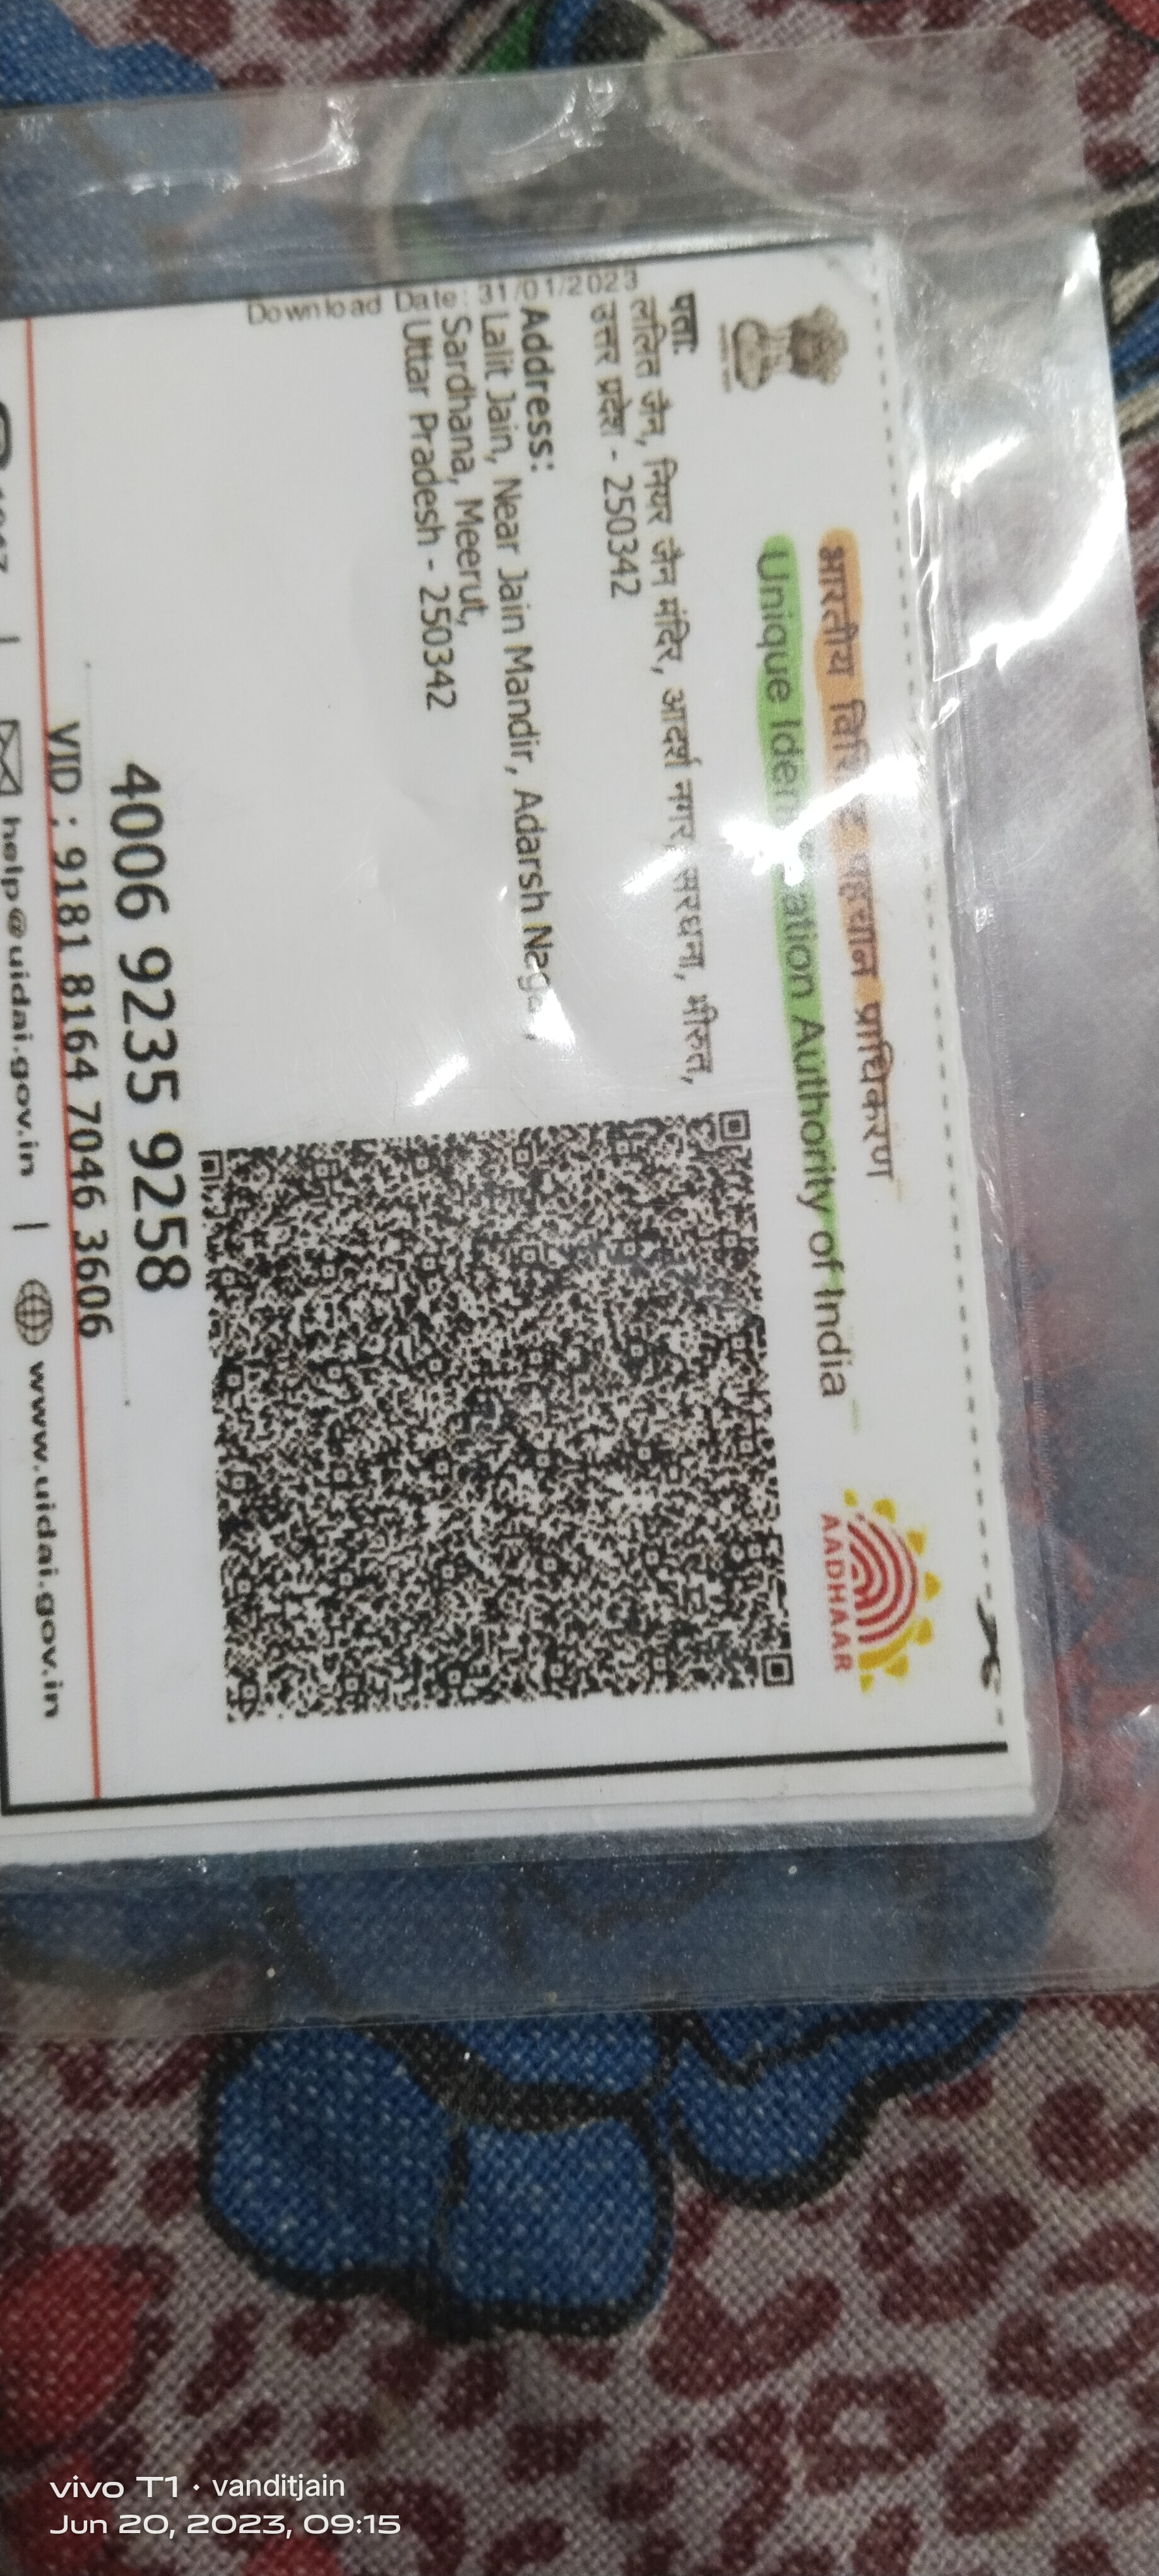 भारतीय पहचान प्राधिकरण
Unique Authority of India
AADHAAR
पता:
ललित जैन, नियर जैन मंदिर, आदर्श नगर, सरधना, मीरुत,
उत्तर प्रदेश - 250342
Address:
Lalit Jain, Near Jain Mandir, Adarsh
Sardhana, Meerut,
Uttar Pradesh - 250342
Download Date: 31/01/2023
4006 9235 9258
VID : 9181 8164 7046 3606
| help@uidai.gov.in | www.uidai.gov.in
vivo T1 · vanditjain
Jun 20, 2023, 09:15